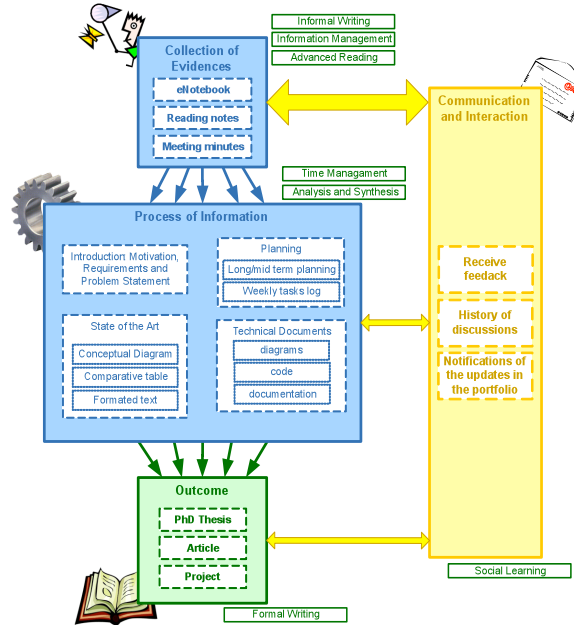 Informal Writing
Information Management
Advanced Reading
Collection of
Evidences
eNotebook
Reading notes
Meeting minutes
Communication
and Interaction
Time Managament
Analysis and Synthesis
Process of Information
Introduction: Motivation,
Requirements and
Problem Statement
Planning
Long/mid term planning
Weekly tasks log
State of the Art
Conceptual Diagram
Comparative table
Formated text
Technical Documents
diagrams
code
documentation
Receive
feedack
History of
discussions
Notifications of
the updates in
the portfolio
Outcome
PhD Thesis
Article
Project
Social Learning
Formal Writing